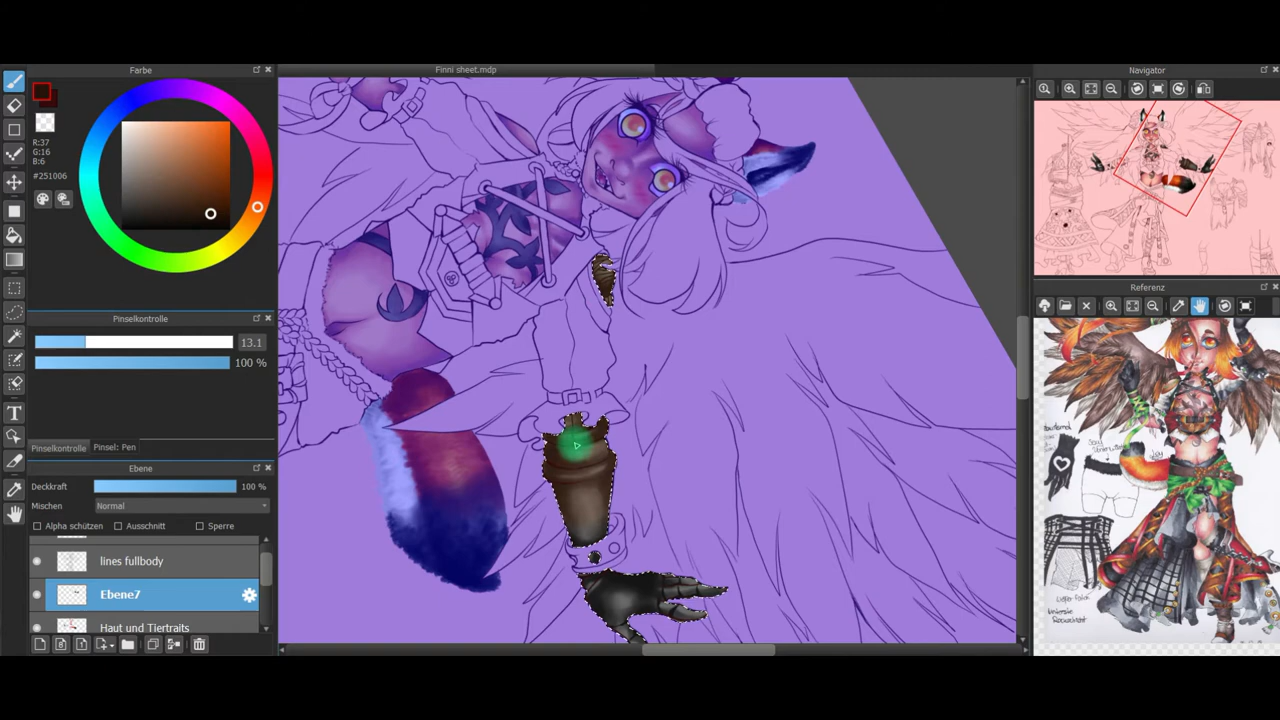 Farbe
Finni sheet.mdp
Navigator
R:37
G:16
B:6
#251006
Referenz
Pinselkontrolle
13.1
100 %
Pinselkontrolle
Pinsel: Pen
Ebene
Deckkraft
100 %
Mischen
Normal
Alpha schützen
Ausschnitt
Sperre
lines fullbody
Ebene7
Haut und Tiertraits